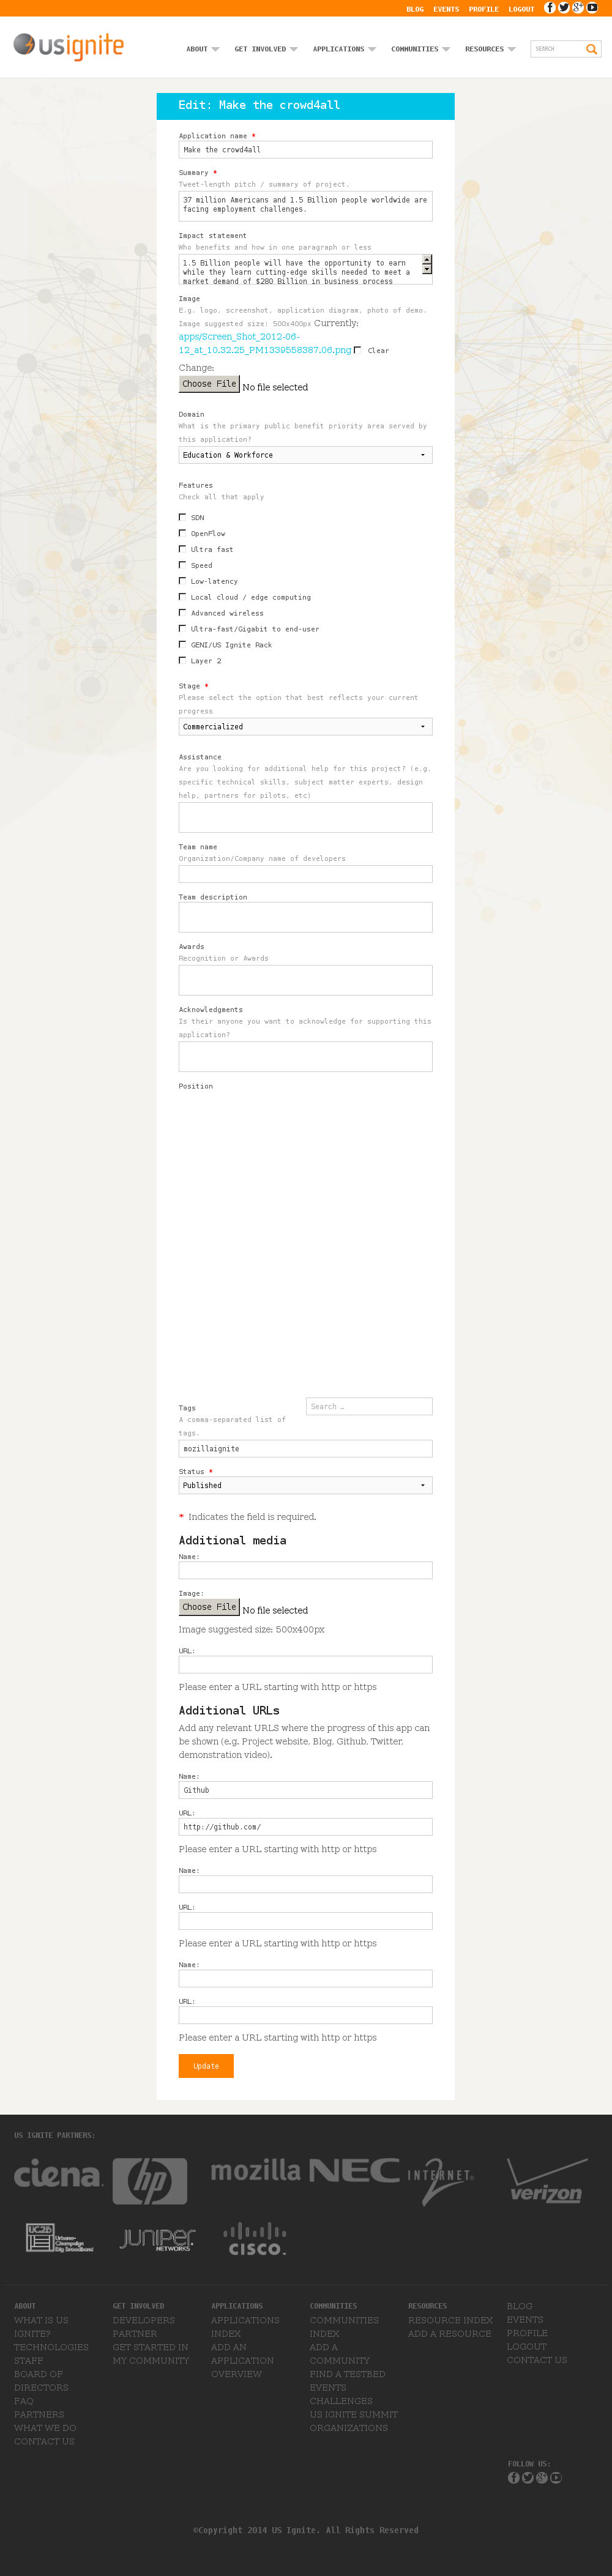 BLOG EVENTS PROFILE LOGOUT
usignite
ABOUT GET INVOLVED APPLICATIONS COMMUNITIES RESOURCES SEARCH
Edit: Make the crowd4all
Application name *
Make the crowd4all
Summary *
Tweet-length pitch / summary of project.
37 million Americans and 1.5 Billion people worldwide are
facing employment challenges.
Impact statement
Who benefits and how in one paragraph or less
1.5 Billion people will have the opportunity to earn
while they learn cutting-edge skills needed to meet a
market demand of $280 Billion in business process
Image
E.g. logo, screenshot, application diagram, photo of demo.
Image suggested size: 500x400px Currently:
apps/Screen_Shot_2012-06-
12_at_10.32.25_PM1339558387.06.png Clear
Change:
Choose File No file selected
Domain
What is the primary public benefit priority area served by
this application?
Education & Workforce
Features
Check all that apply
SDN
OpenFlow
Ultra fast
Speed
Low-latency
Local cloud / edge computing
Advanced wireless
Ultra-fast/Gigabit to end-user
GENI/US Ignite Rack
Layer 2
Stage *
Please select the option that best reflects your current
progress
Commercialized
Assistance
Are you looking for additional help for this project? (e.g.
specific technical skills, subject matter experts, design
help, partners for pilots, etc)
Team name
Organization/Company name of developers
Team description
Awards
Recognition or Awards
Acknowledgments
Is their anyone you want to acknowledge for supporting this
application?
Position
Search …
Tags
A comma-separated list of
tags.
mozillaignite
Status *
Published
* Indicates the field is required.
Additional media
Name:
Image:
Choose File No file selected
Image suggested size: 500x400px
URL:
Please enter a URL starting with http or https
Additional URLs
Add any relevant URLS where the progress of this app can
be shown (e.g. Project website, Blog, Github, Twitter,
demonstration video).
Name:
Github
URL:
http://github.com/
Please enter a URL starting with http or https
Name:
URL:
Please enter a URL starting with http or https
Name:
URL:
Please enter a URL starting with http or https
Update
US IGNITE PARTNERS:
ciena hp mozilla NEC INTERNET2 verizon
UC2B Urbana-Champaign Big Broadband JUNIPER NETWORKS CISCO
ABOUT
WHAT IS US
IGNITE?
TECHNOLOGIES
STAFF
BOARD OF
DIRECTORS
FAQ
PARTNERS
WHAT WE DO
CONTACT US
GET INVOLVED
DEVELOPERS
PARTNER
GET STARTED IN
MY COMMUNITY
APPLICATIONS
APPLICATIONS
INDEX
ADD AN
APPLICATION
OVERVIEW
COMMUNITIES
COMMUNITIES
INDEX
ADD A
COMMUNITY
FIND A TESTBED
EVENTS
CHALLENGES
US IGNITE SUMMIT
ORGANIZATIONS
RESOURCES
RESOURCE INDEX
ADD A RESOURCE
BLOG
EVENTS
PROFILE
LOGOUT
CONTACT US
FOLLOW US:
©Copyright 2014 US Ignite. All Rights Reserved